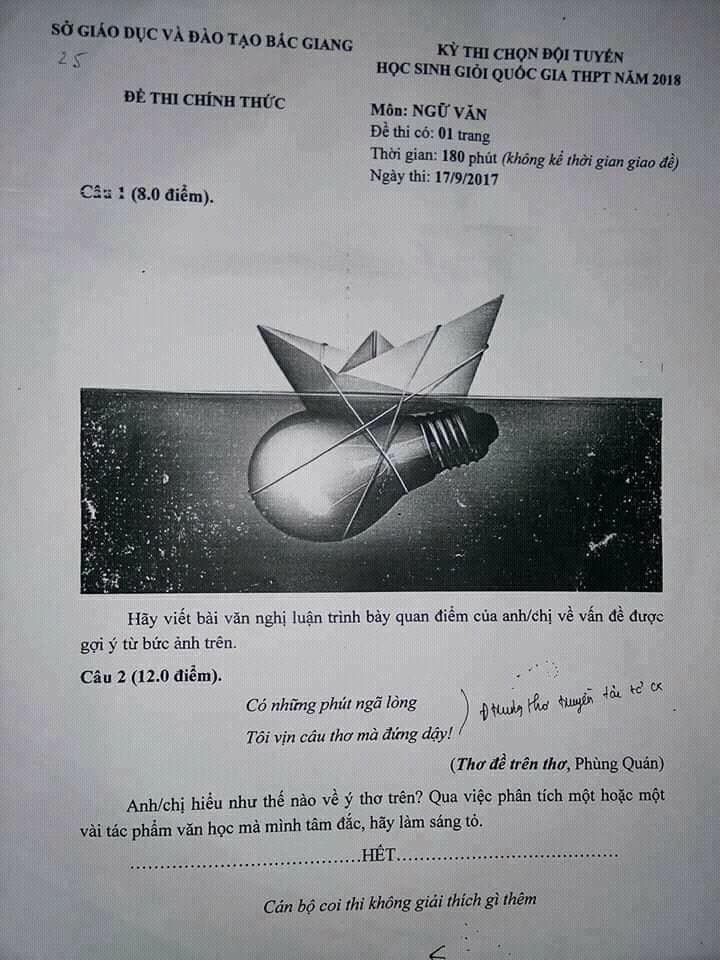 SỞ GIÁO DỤC VÀ ĐÀO TẠO BẮC GIANG
25
ĐỀ THI CHÍNH THỨC
KỲ THI CHỌN ĐỘI TUYỂN
HỌC SINH GIỎI QUỐC GIA THPT NĂM 2018
Môn: NGỮ VĂN
Đề thi có: 01 trang
Thời gian: 180 phút (không kể thời gian giao đề)
Ngày thi: 17/9/2017
Câu 1 (8.0 điểm).
Hãy viết bài văn nghị luận trình bày quan điểm của anh/chị về vấn đề được
gợi ý từ bức ảnh trên.
Câu 2 (12.0 điểm).
Có những phút ngã lòng
Tôi vịn câu thơ mà đứng dậy!
thơ truyền tải
(Thơ đề trên thơ, Phùng Quán)
Anh/chị hiểu như thế nào về ý thơ trên? Qua việc phân tích một hoặc một
vài tác phẩm văn học mà mình tâm đắc, hãy làm sáng tỏ.
......................................HẾT......................................
Cán bộ coi thi không giải thích gì thêm